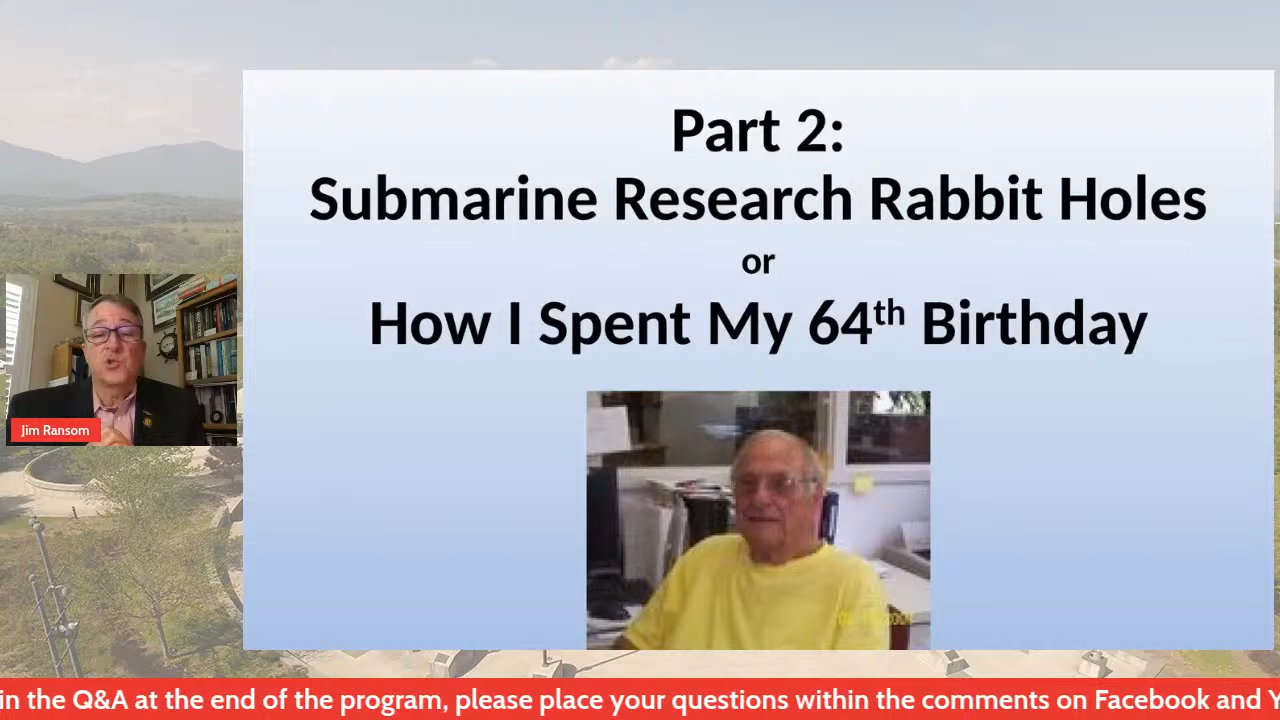 Part 2:
Submarine Research Rabbit Holes
or
How I Spent My 64th Birthday
Jim Ransom
in the Q&A at the end of the program, please place your questions within the comments on Facebook and Y